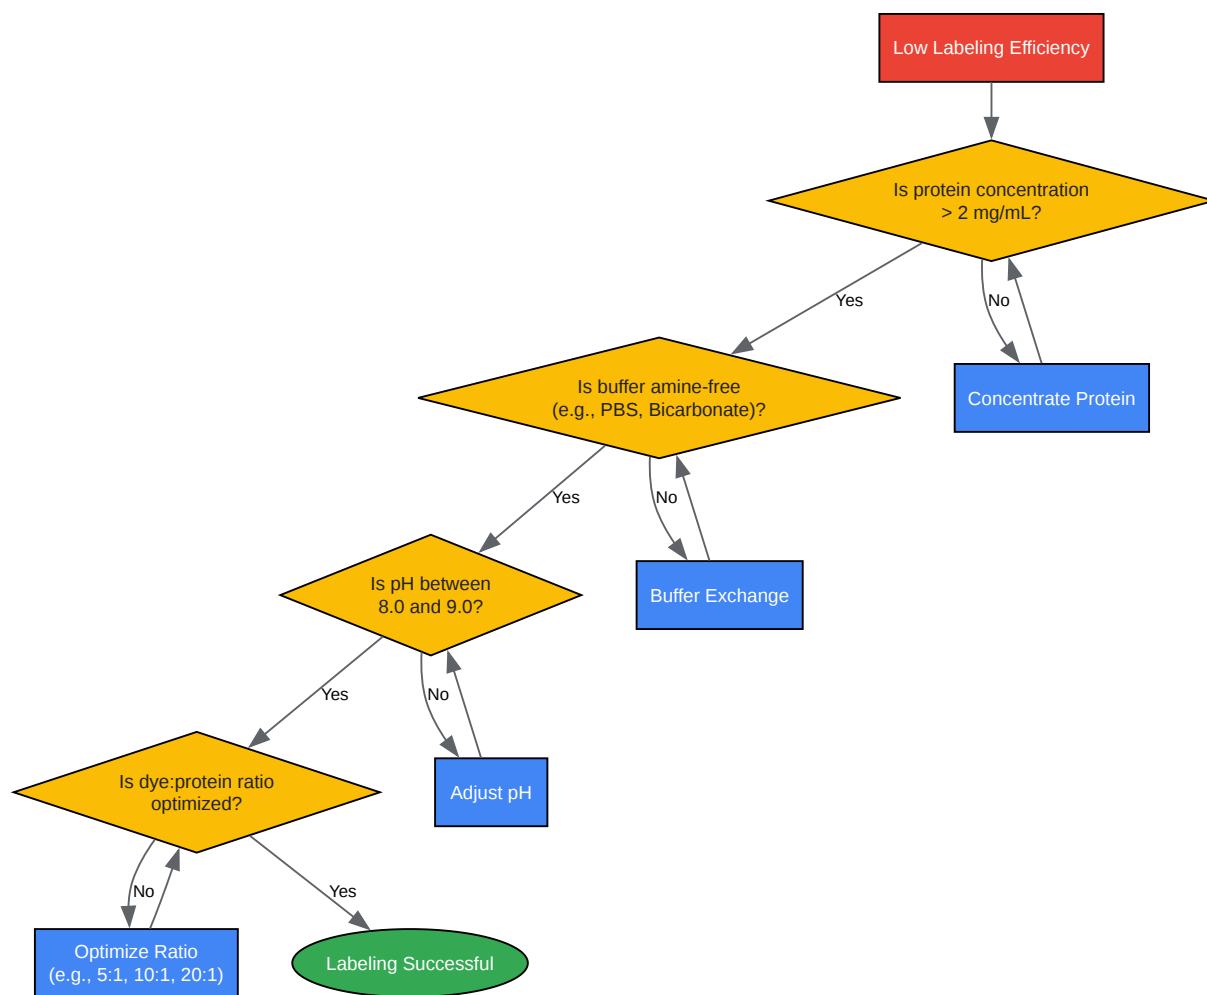 Low Labeling Efficiency
Is protein concentration
> 2 mg/mL?
Yes
No
Concentrate Protein
Is buffer amine-free
(e.g., PBS, Bicarbonate)?
Yes
No
Buffer Exchange
Is pH between
8.0 and 9.0?
Yes
No
Adjust pH
Is dye:protein ratio
optimized?
No
Yes
Optimize Ratio
(e.g., 5:1, 10:1, 20:1)
Labeling Successful